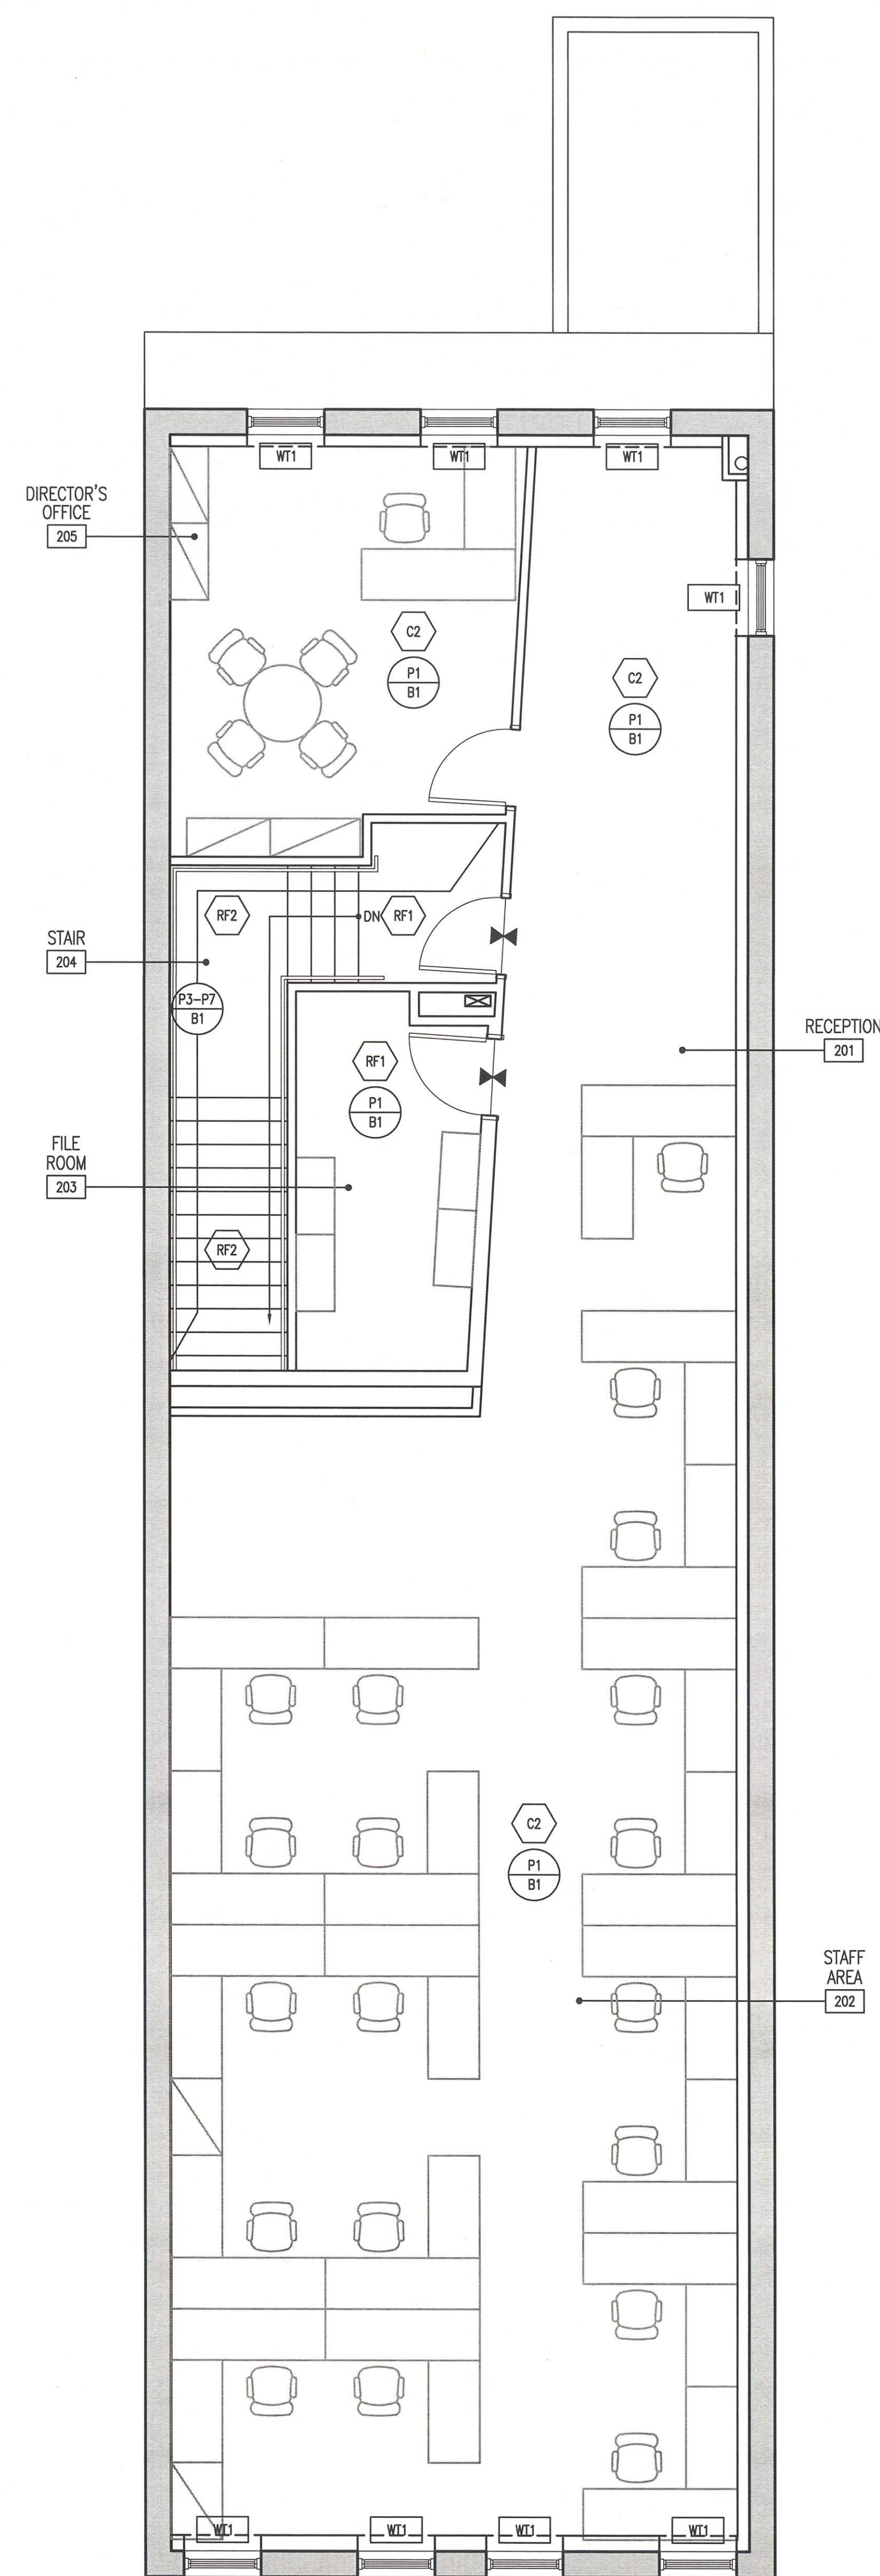 WT1
WT1
WT1
DIRECTOR'S
OFFICE
205
WT1
C2
P1
B1
C2
P1
B1
RF2
DN
RF1
STAIR
204
P3-P7
B1
RECEPTION
201
RF1
P1
B1
FILE
ROOM
203
RF2
C2
P1
B1
STAFF
AREA
202
WT1
WT1
WT1
WT1